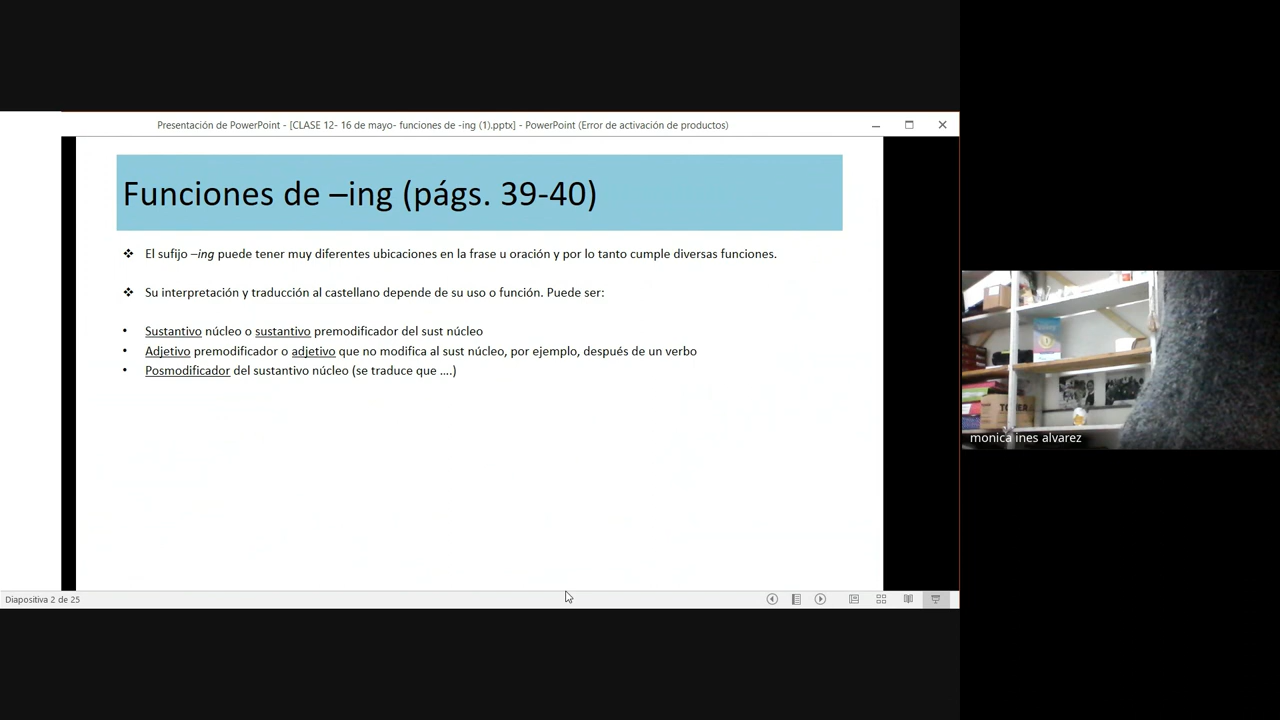 Presentación de PowerPoint - [CLASE 12- 16 de mayo- funciones de -ing (1).pptx] - PowerPoint (Error de activación de productos)
Funciones de –ing (págs. 39-40)
❖ El sufijo –ing puede tener muy diferentes ubicaciones en la frase u oración y por lo tanto cumple diversas funciones.
❖ Su interpretación y traducción al castellano depende de su uso o función. Puede ser:
• Sustantivo núcleo o sustantivo premodificador del sust núcleo
• Adjetivo premodificador o adjetivo que no modifica al sust núcleo, por ejemplo, después de un verbo
• Posmodificador del sustantivo núcleo (se traduce que ....)
Diapositiva 2 de 25
TONER
monica ines alvarez